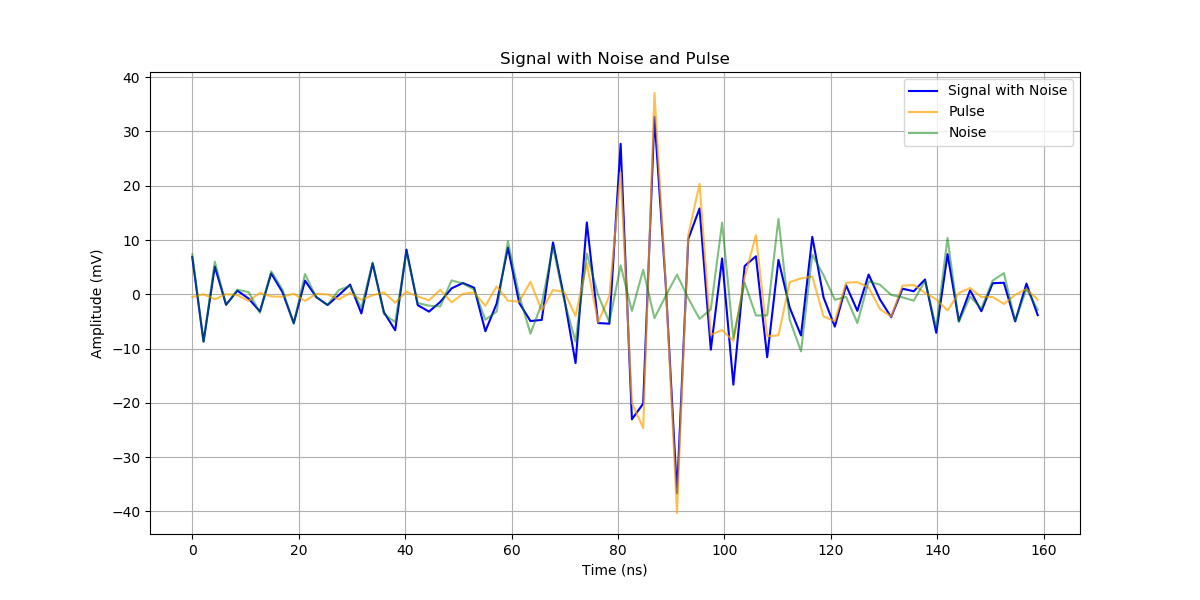 Signal with Noise and Pulse
40
30
20
10
0
−10
−20
−30
−40
Amplitude (mV)
Signal with Noise
Pulse
Noise
0 20 40 60 80 100 120 140 160
Time (ns)